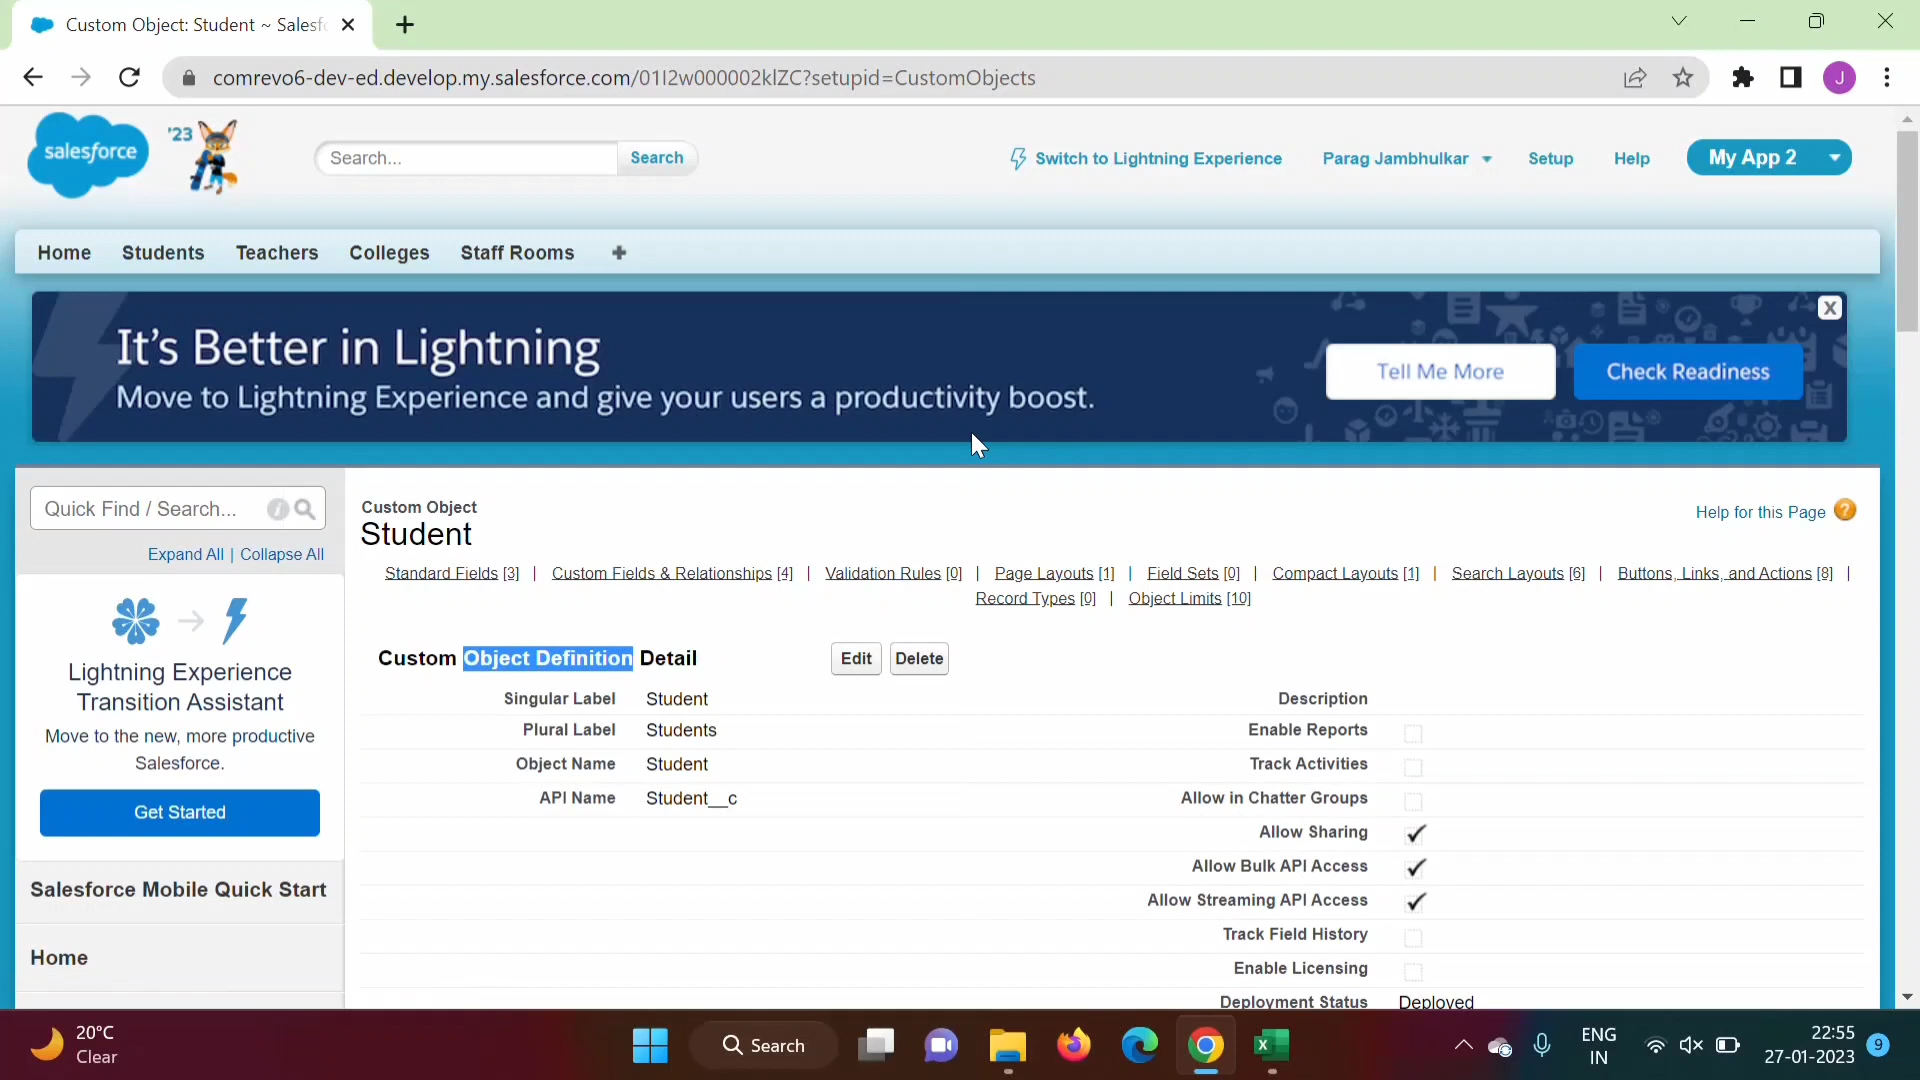 Custom Object: Student ~ Salesf
comrevo6-dev-ed.develop.my.salesforce.com/01I2w000002klZC?setupid=CustomObjects
J
salesforce
'23
Search...
Search
Switch to Lightning Experience
Parag Jambhulkar
Setup
Help
My App 2
Home
Students
Teachers
Colleges
Staff Rooms
It's Better in Lightning
Move to Lightning Experience and give your users a productivity boost.
Tell Me More
Check Readiness
X
Quick Find / Search...
Expand All | Collapse All
Lightning Experience
Transition Assistant
Move to the new, more productive
Salesforce.
Get Started
Salesforce Mobile Quick Start
Home
Custom Object
Student
Help for this Page
Standard Fields [3] | Custom Fields & Relationships [4] | Validation Rules [0] | Page Layouts [1] | Field Sets [0] | Compact Layouts [1] | Search Layouts [6] | Buttons, Links, and Actions [8] |
Record Types [0] | Object Limits [10]
Custom Object Definition Detail
Edit
Delete
Singular Label Student
Description
Plural Label Students
Enable Reports
Object Name Student
Track Activities
API Name Student__c
Allow in Chatter Groups
Allow Sharing
Allow Bulk API Access
Allow Streaming API Access
Track Field History
Enable Licensing
Deployment Status Deployed
20°C
Clear
Search
ENG
IN
22:55
27-01-2023
9